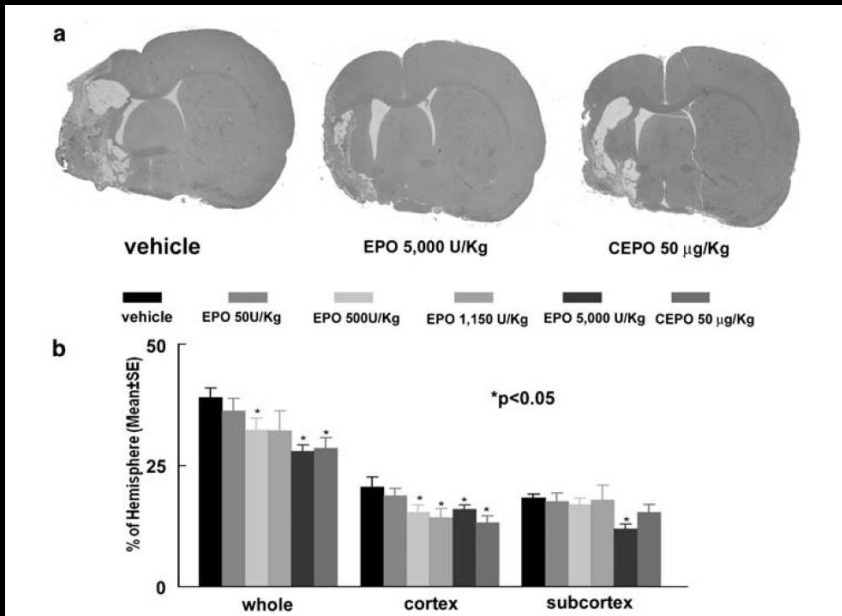 a
vehicle EPO 5,000 U/Kg CEPO 50 µg/Kg
vehicle EPO 50U/Kg EPO 500U/Kg EPO 1,150 U/Kg EPO 5,000 U/Kg CEPO 50 µg/Kg
b
% of Hemisphere (Mean±SE)
50
25
0
*p<0.05
* * *
* * * *
*
whole cortex subcortex